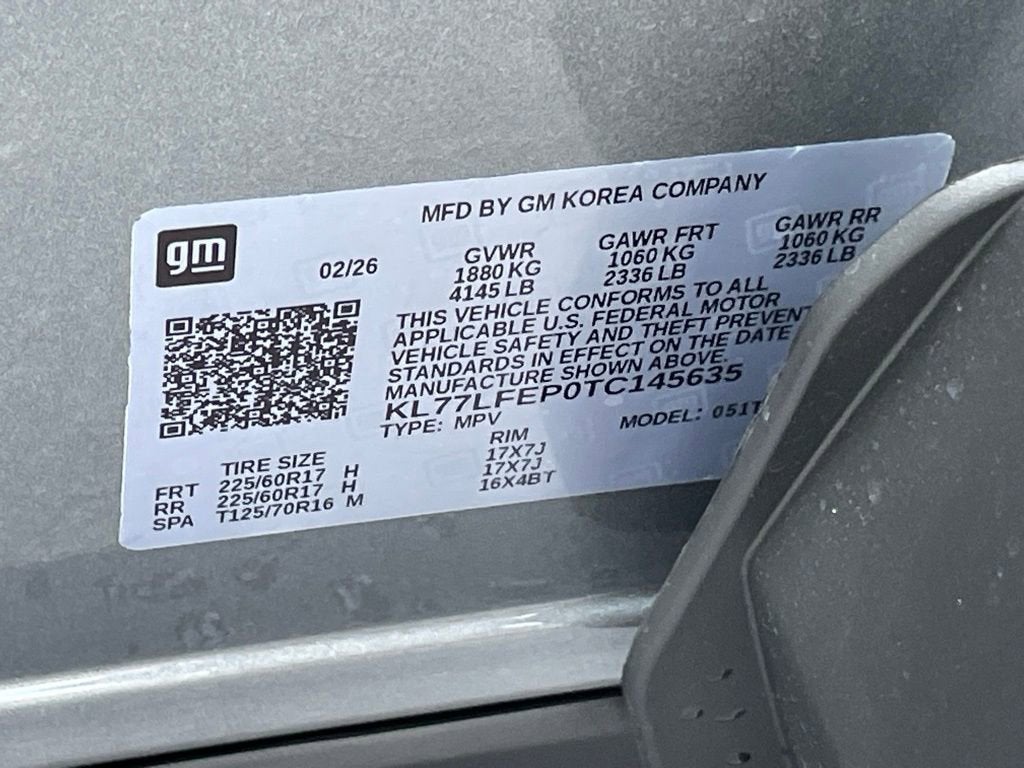 MFD BY GM KOREA COMPANY
gm
02/26
GVWR
1880 KG
4145 LB
GAWR FRT
1060 KG
2336 LB
GAWR RR
1060 KG
2336 LB
THIS VEHICLE CONFORMS TO ALL
APPLICABLE U.S. FEDERAL MOTOR
VEHICLE SAFETY AND THEFT PREVENT
STANDARDS IN EFFECT ON THE DATE
MANUFACTURE SHOWN ABOVE.
KL77LFEP0TC145635
TYPE: MPV
MODEL: 051T
TIRE SIZE RIM
FRT 225/60R17 H 17X7J
RR 225/60R17 H 17X7J
SPA T125/70R16 M 16X4BT